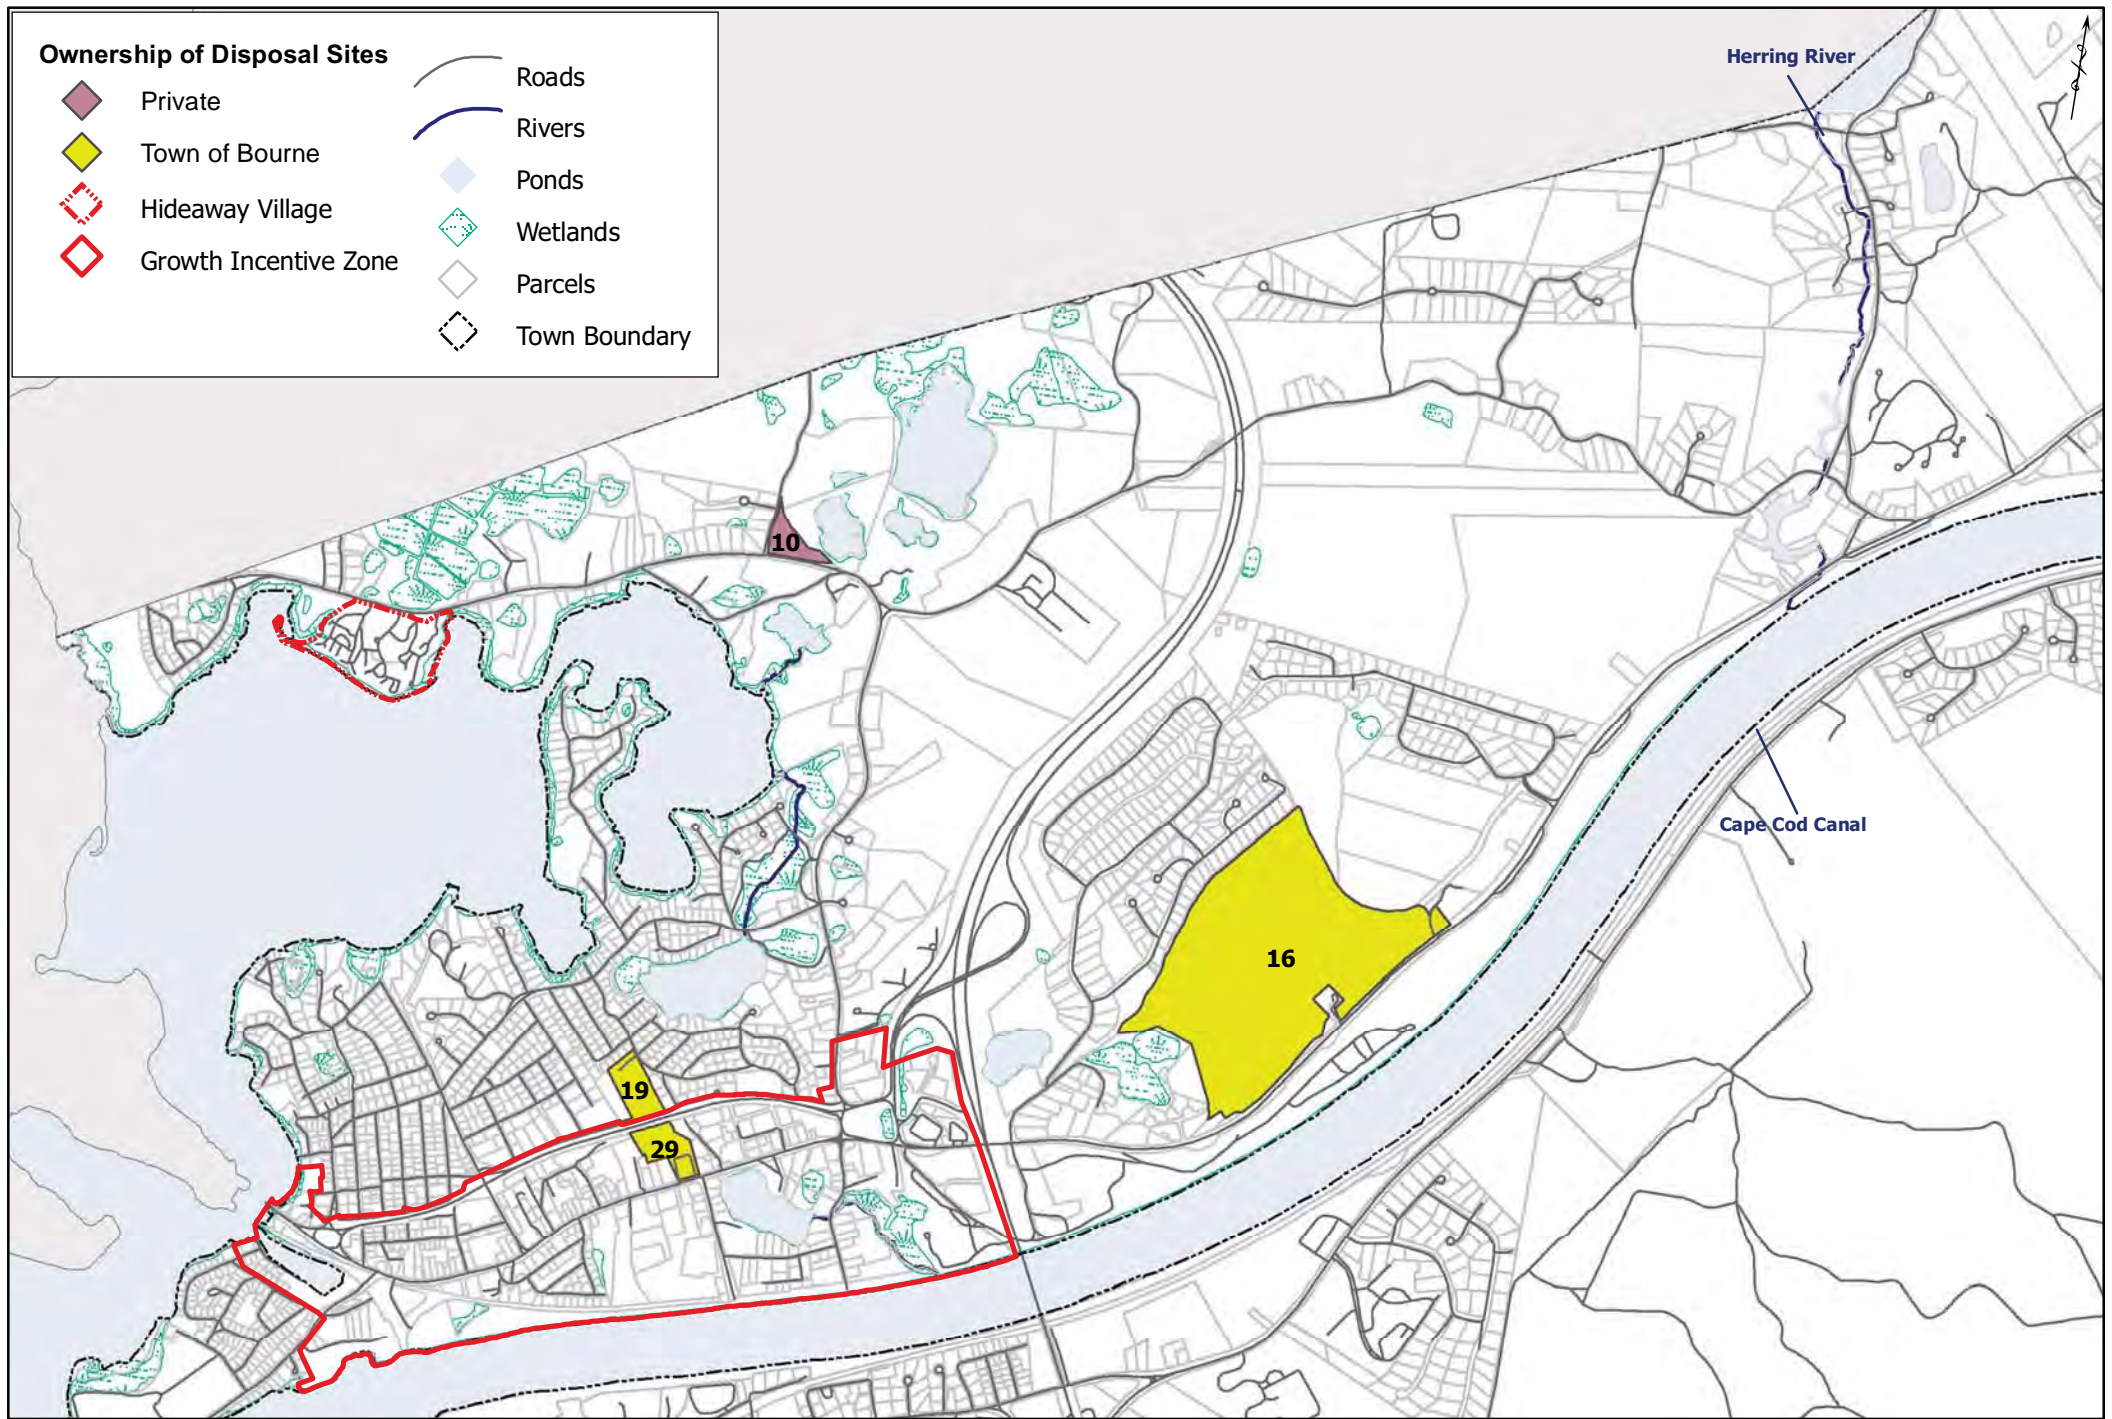 Ownership of Disposal Sites
Private
Town of Bourne
Hideaway Village
Growth Incentive Zone
Roads
Rivers
Ponds
Wetlands
Parcels
Town Boundary
Herring River
10
Cape Cod Canal
16
19
29